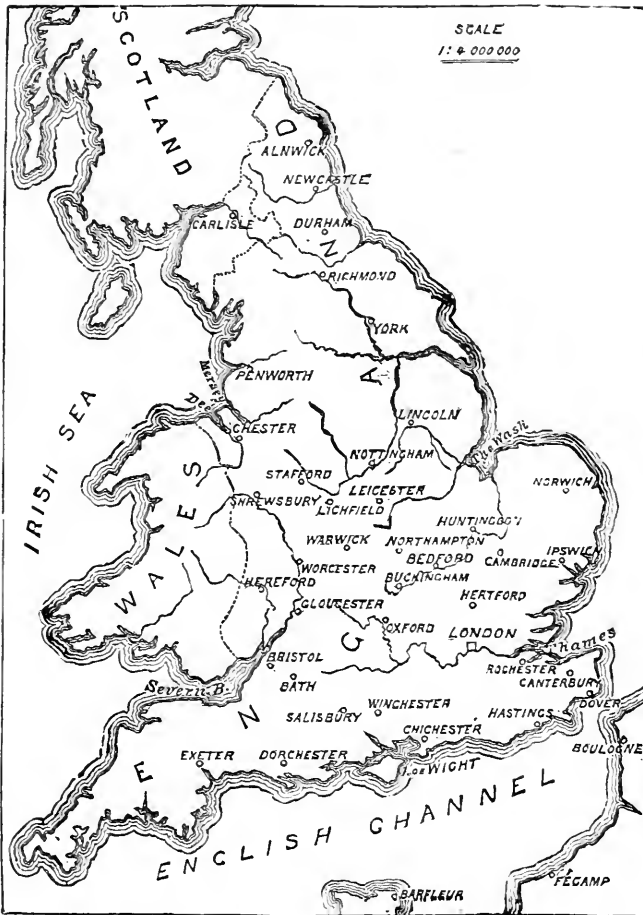 SCALE
1: 4 000 000
SCOTLAND
ALNWICK
NEWCASTLE
CARLISLE
DURHAM
RICHMOND
YORK
PENWORTH
Mersey
Dee
CHESTER
LINCOLN
The Wash
NOTTINGHAM
STAFFORD
NORWICH
SHREWSBURY
LICHFIELD
LEICESTER
HUNTINGDON
WARWICK
NORTHAMPTON
BEDFORD
CAMBRIDGE
IPSWICH
WORCESTER
BUCKINGHAM
HEREFORD
HERTFORD
GLOUCESTER
OXFORD
LONDON
Thames
BRISTOL
ROCHESTER
CANTERBURY
BATH
Severn B.
DOVER
SALISBURY
WINCHESTER
HASTINGS
CHICHESTER
BOULOGNE
EXETER
DORCHESTER
I. OF WIGHT
FÉCAMP
BARFLEUR
IRISH SEA
WALES
ENGLAND
ENGLISH CHANNEL